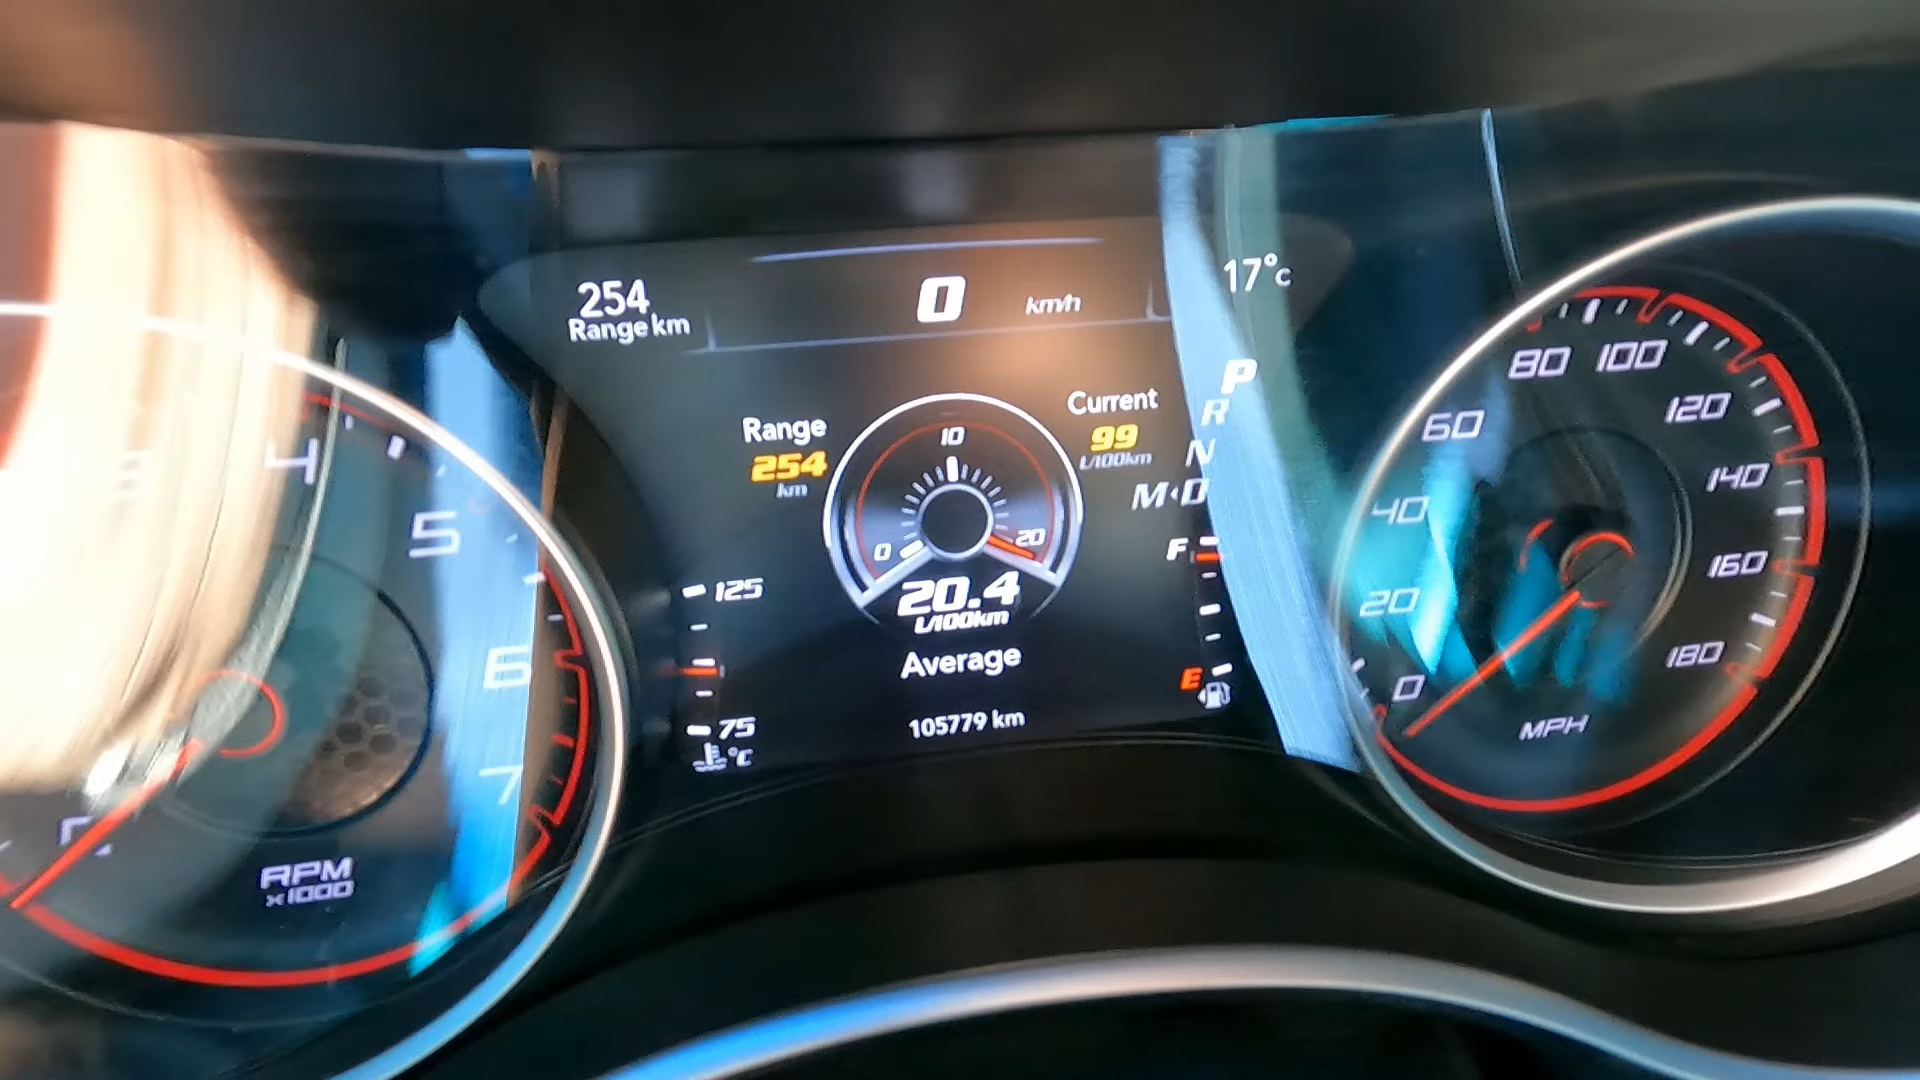 254
Range km
0 km/h
17°C
Range
254
km
Current
99
L/100km
10
0
20
20.4
L/100km
Average
105779 km
P
R
N
M D
F
E
125
75
°C
4
5
6
7
RPM
x1000
0
20
40
60
80
100
120
140
160
180
MPH